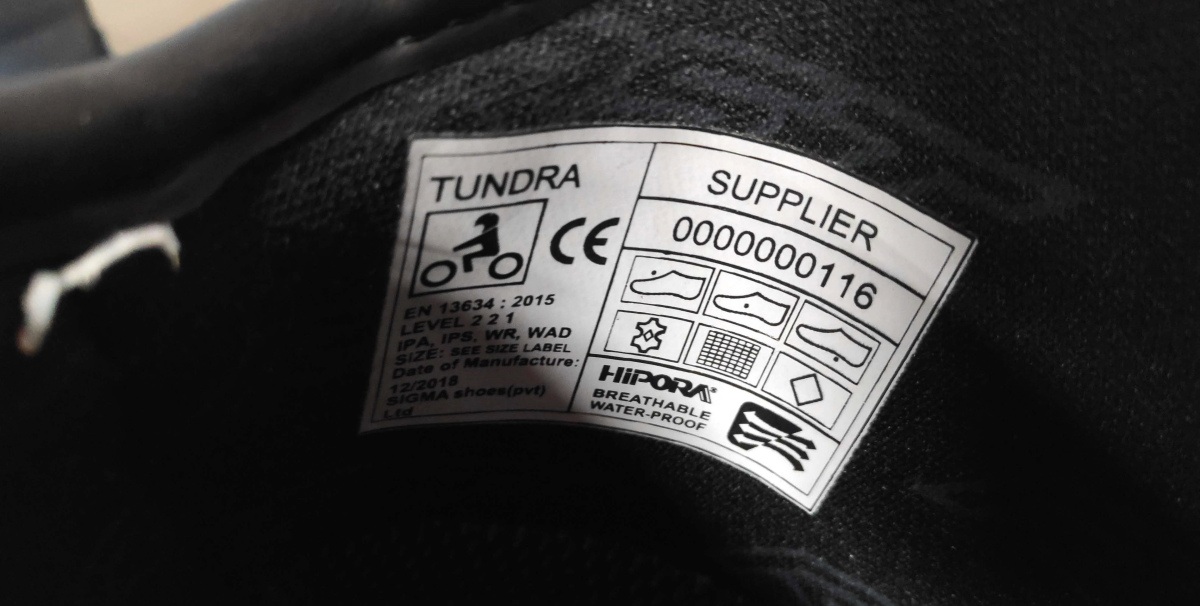 TUNDRA
CE
EN 13634 : 2015
LEVEL 2 2 1
IPA, IPS, WR, WAD
SIZE: SEE SIZE LABEL
Date of Manufacture:
12/2018
SIGMA shoes(pvt)
Ltd
SUPPLIER
0000000116
HiPORA®
BREATHABLE
WATER-PROOF